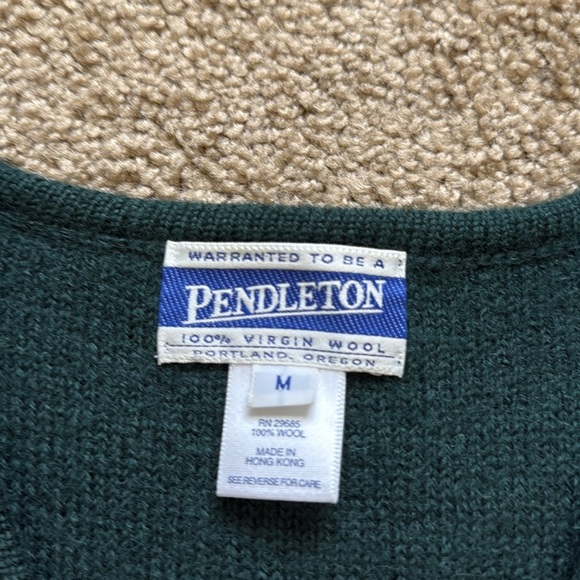 WARRANTED TO BE A
PENDLETON
100% VIRGIN WOOL
PORTLAND, OREGON
M
RN 29685
100% WOOL
MADE IN
HONG KONG
SEE REVERSE FOR CARE